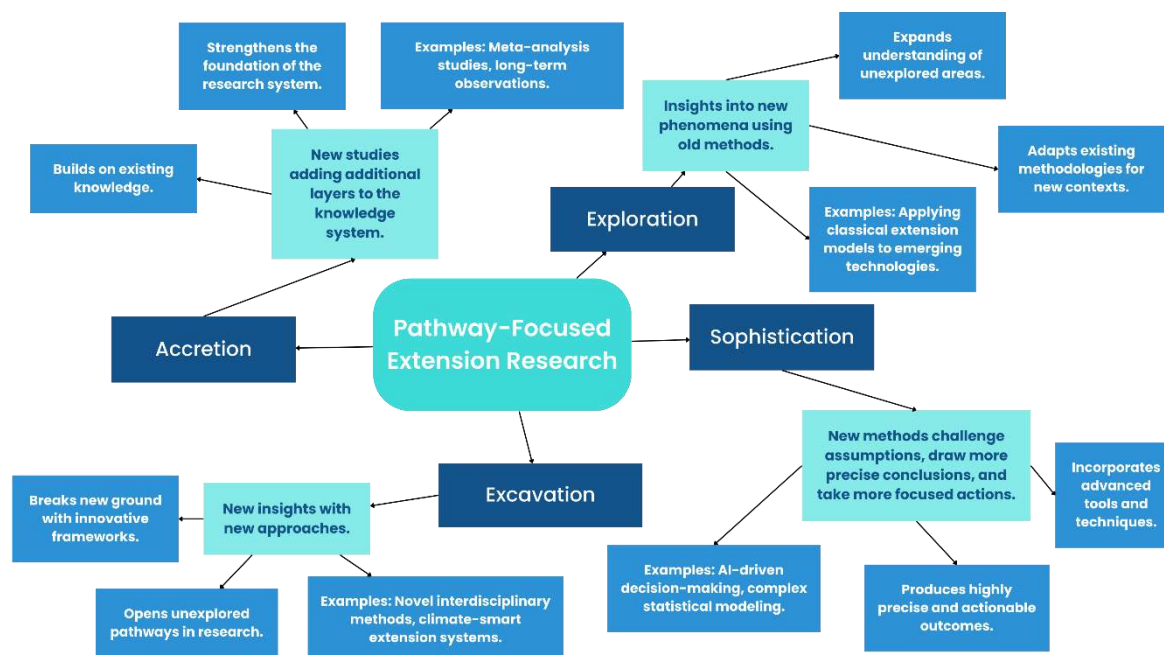 Strengthens the
foundation of the
research system.
Examples: Meta-analysis
studies, long-term
observations.
Builds on existing
knowledge.
New studies
adding additional
layers to the
knowledge
system.
Accretion
Expands
understanding of
unexplored areas.
Insights into new
phenomena using
old methods.
Adapts existing
methodologies for
new contexts.
Examples: Applying
classical extension
models to emerging
technologies.
Exploration
Pathway-Focused
Extension Research
Sophistication
New methods challenge
assumptions, draw more
precise conclusions, and
take more focused actions.
Incorporates
advanced
tools and
techniques.
Examples: AI-driven
decision-making, complex
statistical modeling.
Produces highly
precise and actionable
outcomes.
Excavation
New insights with
new approaches.
Breaks new ground
with innovative
frameworks.
Opens unexplored
pathways in research.
Examples: Novel interdisciplinary
methods, climate-smart
extension systems.